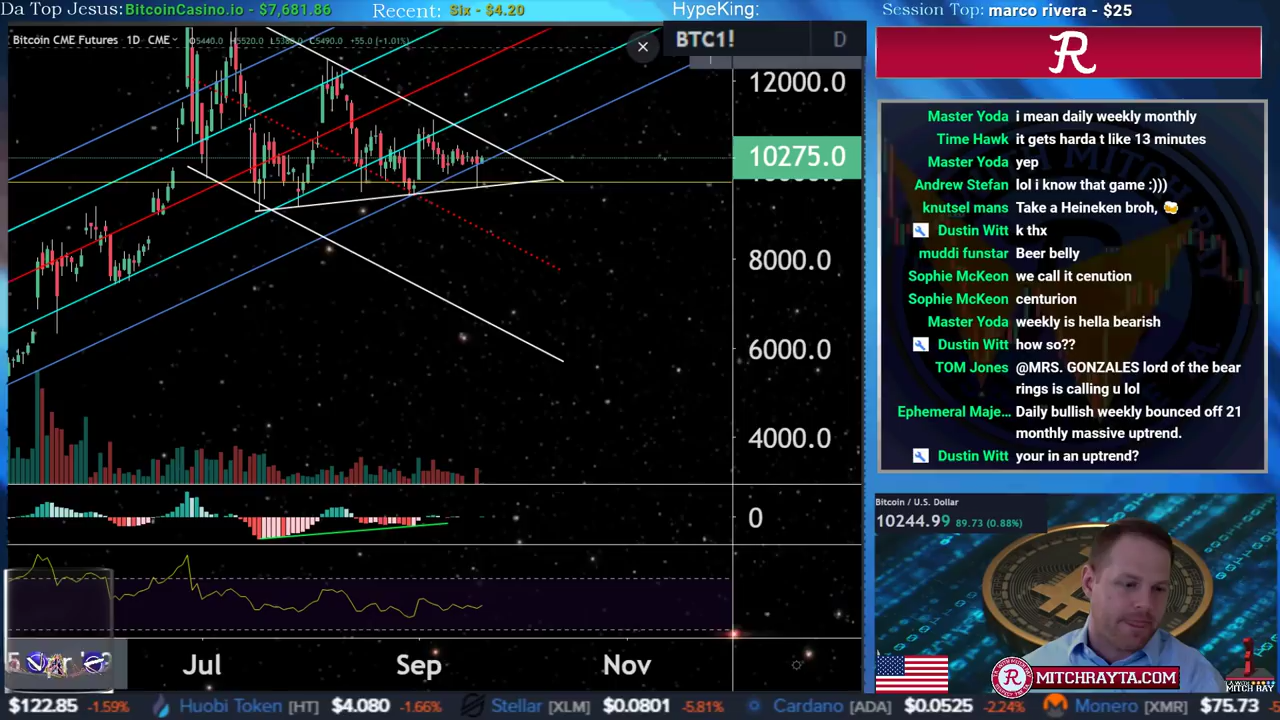 Da Top Jesus:BitcoinCasino.io - $7,681.86
Recent: Six - $4.20
HypeKing:
Session Top: marco rivera - $25
Bitcoin CME Futures · 1D · CME
BTC1!
D
12000.0
10275.0
8000.0
6000.0
4000.0
0
Jul
Sep
Nov
R
Master Yoda i mean daily weekly monthly
Time Hawk it gets harda t like 13 minutes
Master Yoda yep
Andrew Stefan lol i know that game :)))
knutsel mans Take a Heineken broh, 🍻
Dustin Witt k thx
muddi funstar Beer belly
Sophie McKeon we call it cenution
Sophie McKeon centurion
Master Yoda weekly is hella bearish
Dustin Witt how so??
TOM Jones @MRS. GONZALES lord of the bear
rings is calling u lol
Ephemeral Maje… Daily bullish weekly bounced off 21
monthly massive uptrend.
Dustin Witt your in an uptrend?
Bitcoin / U.S. Dollar
10244.99 89.73 (0.88%)
R MITCHRAYTA.COM
MITCH RAY
$122.85 -1.59% Huobi Token [HT] $4.080 -1.66% Stellar [XLM] $0.0801 -5.81% Cardano [ADA] $0.0525 -2.24% Monero [XMR] $75.73